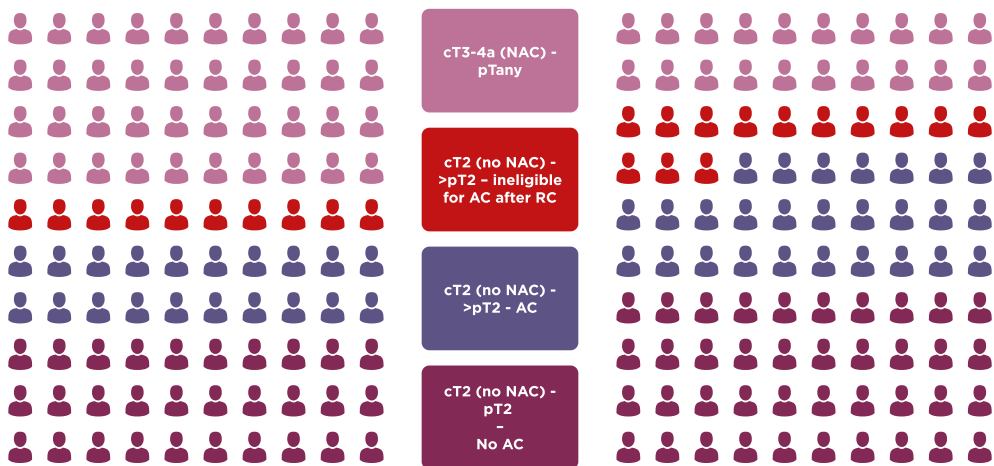 cT3-4a (NAC) -
pTany
cT2 (no NAC) -
>pT2 – ineligible
for AC after RC
cT2 (no NAC) -
>pT2 - AC
cT2 (no NAC) -
pT2
–
No AC